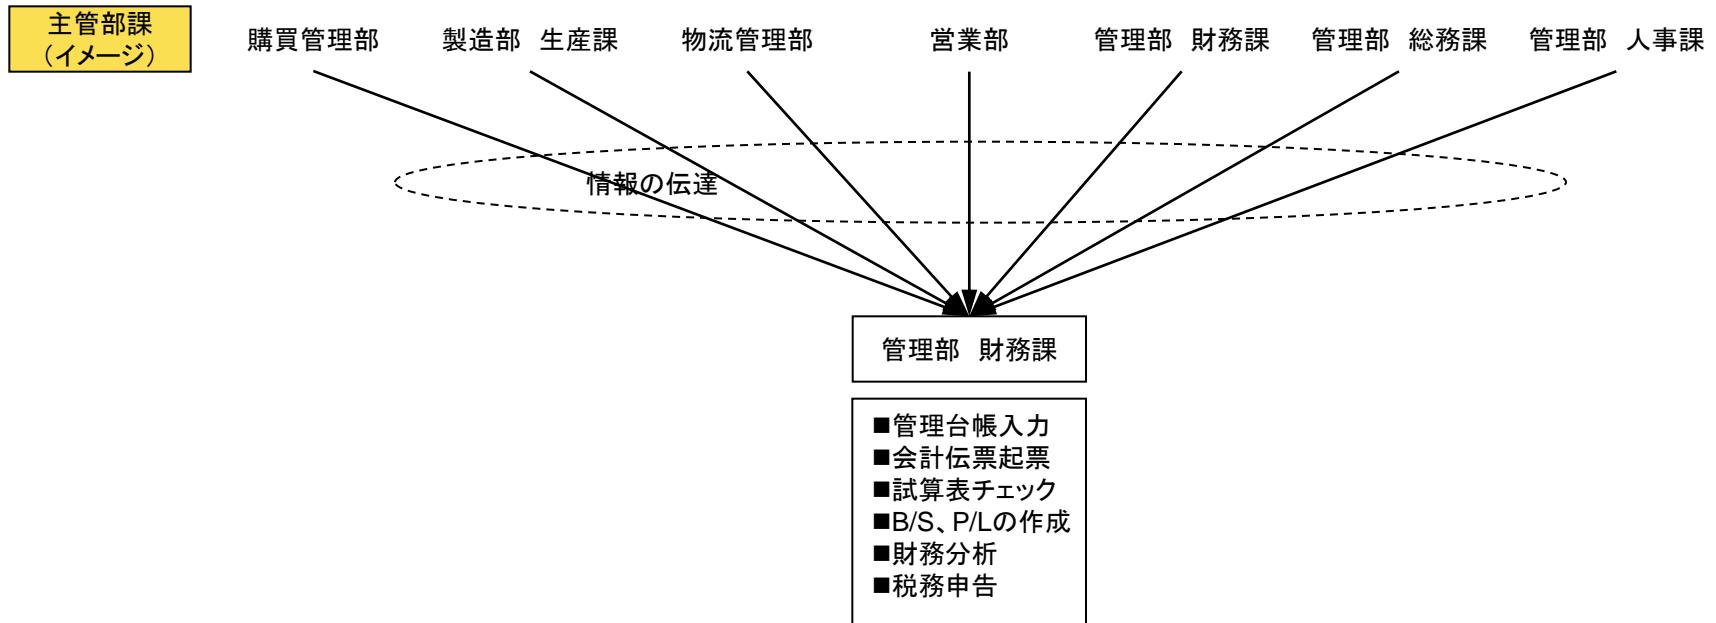 主管部課
（イメージ）
購買管理部
製造部　生産課
物流管理部
営業部
管理部　財務課
管理部　総務課
管理部　人事課
情報の伝達
管理部　財務課
■管理台帳入力
■会計伝票起票
■試算表チェック
■B/S、P/Lの作成
■財務分析
■税務申告